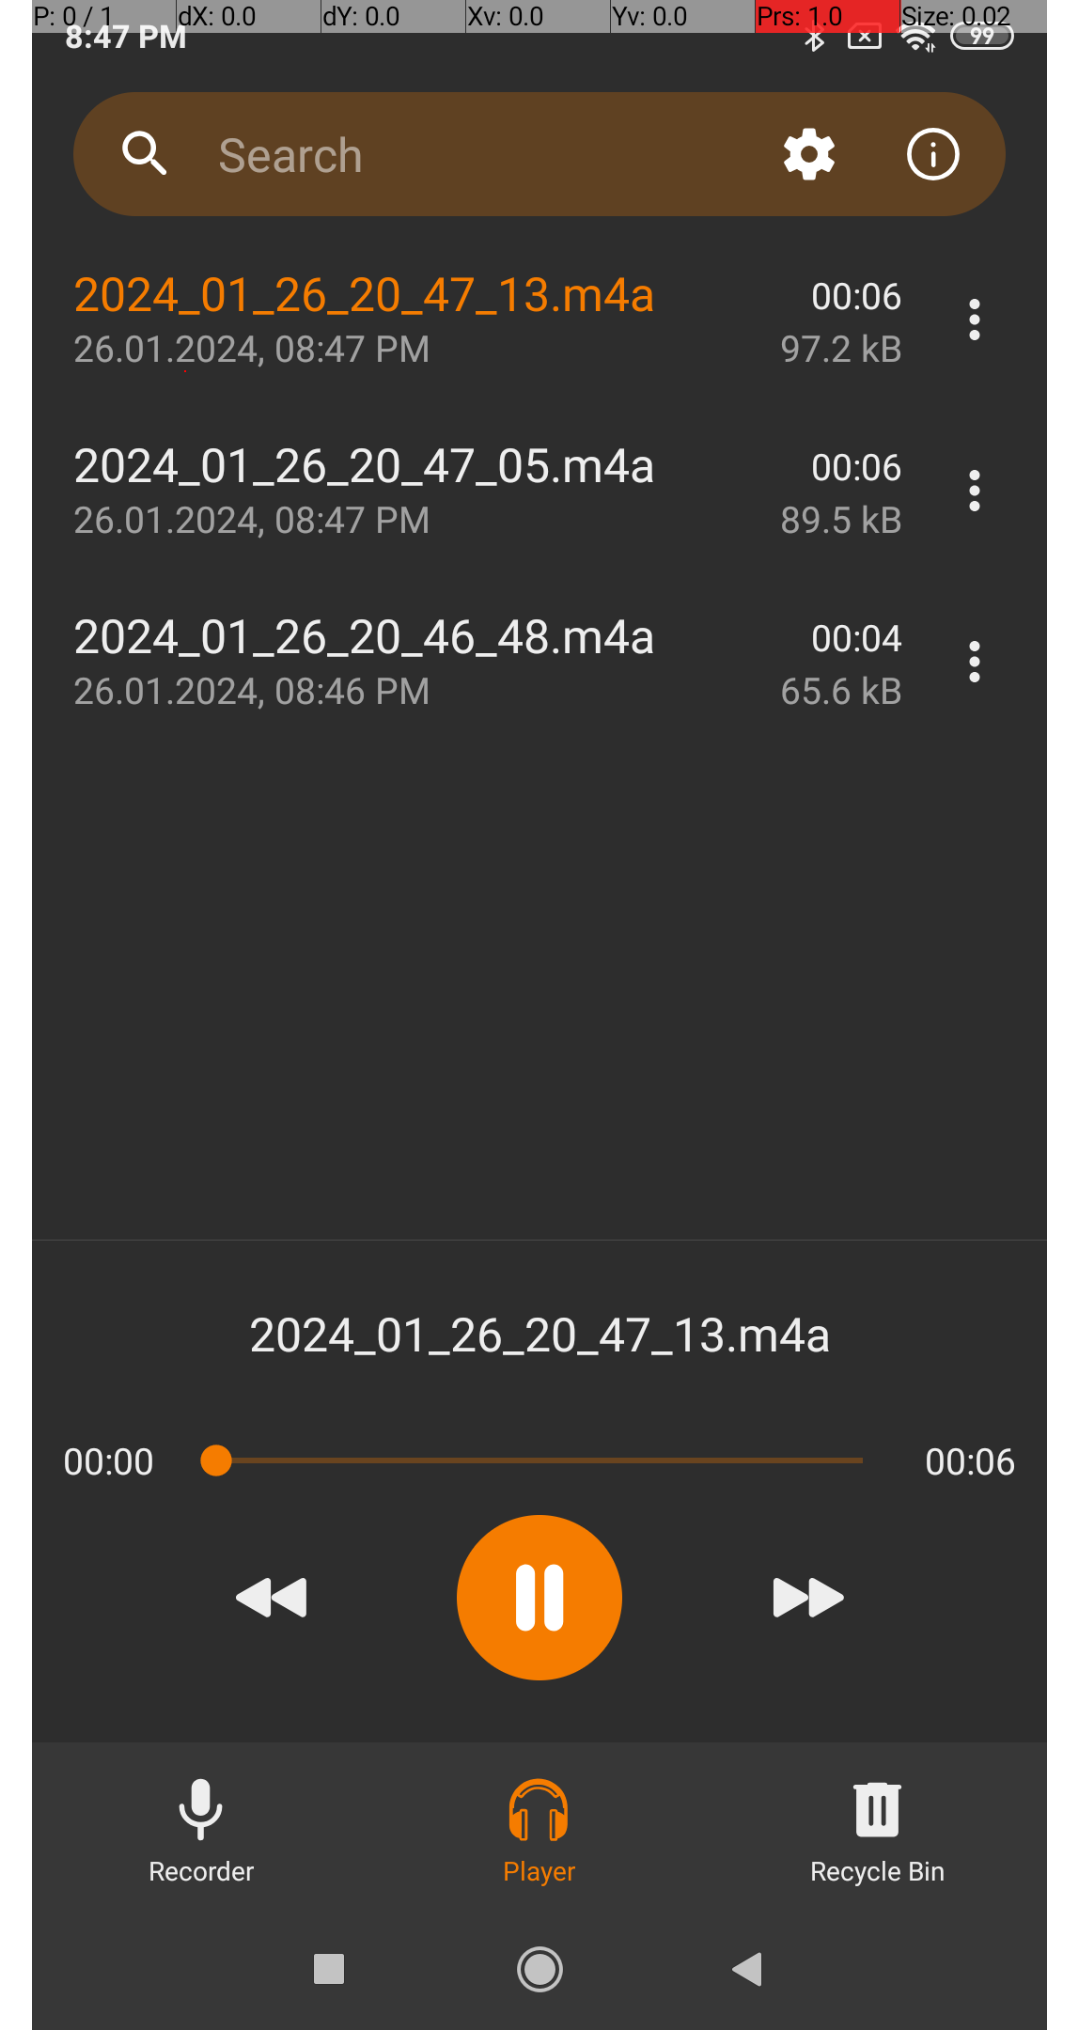 P: 0 / 1 dX: 0.0 dY: 0.0 Xv: 0.0 Yv: 0.0 Prs: 1.0 Size: 0.02
8:47 PM 99
Search
2024_01_26_20_47_13.m4a 00:06
26.01.2024, 08:47 PM 97.2 kB
2024_01_26_20_47_05.m4a 00:06
26.01.2024, 08:47 PM 89.5 kB
2024_01_26_20_46_48.m4a 00:04
26.01.2024, 08:46 PM 65.6 kB
2024_01_26_20_47_13.m4a
00:00 00:06
Recorder Player Recycle Bin